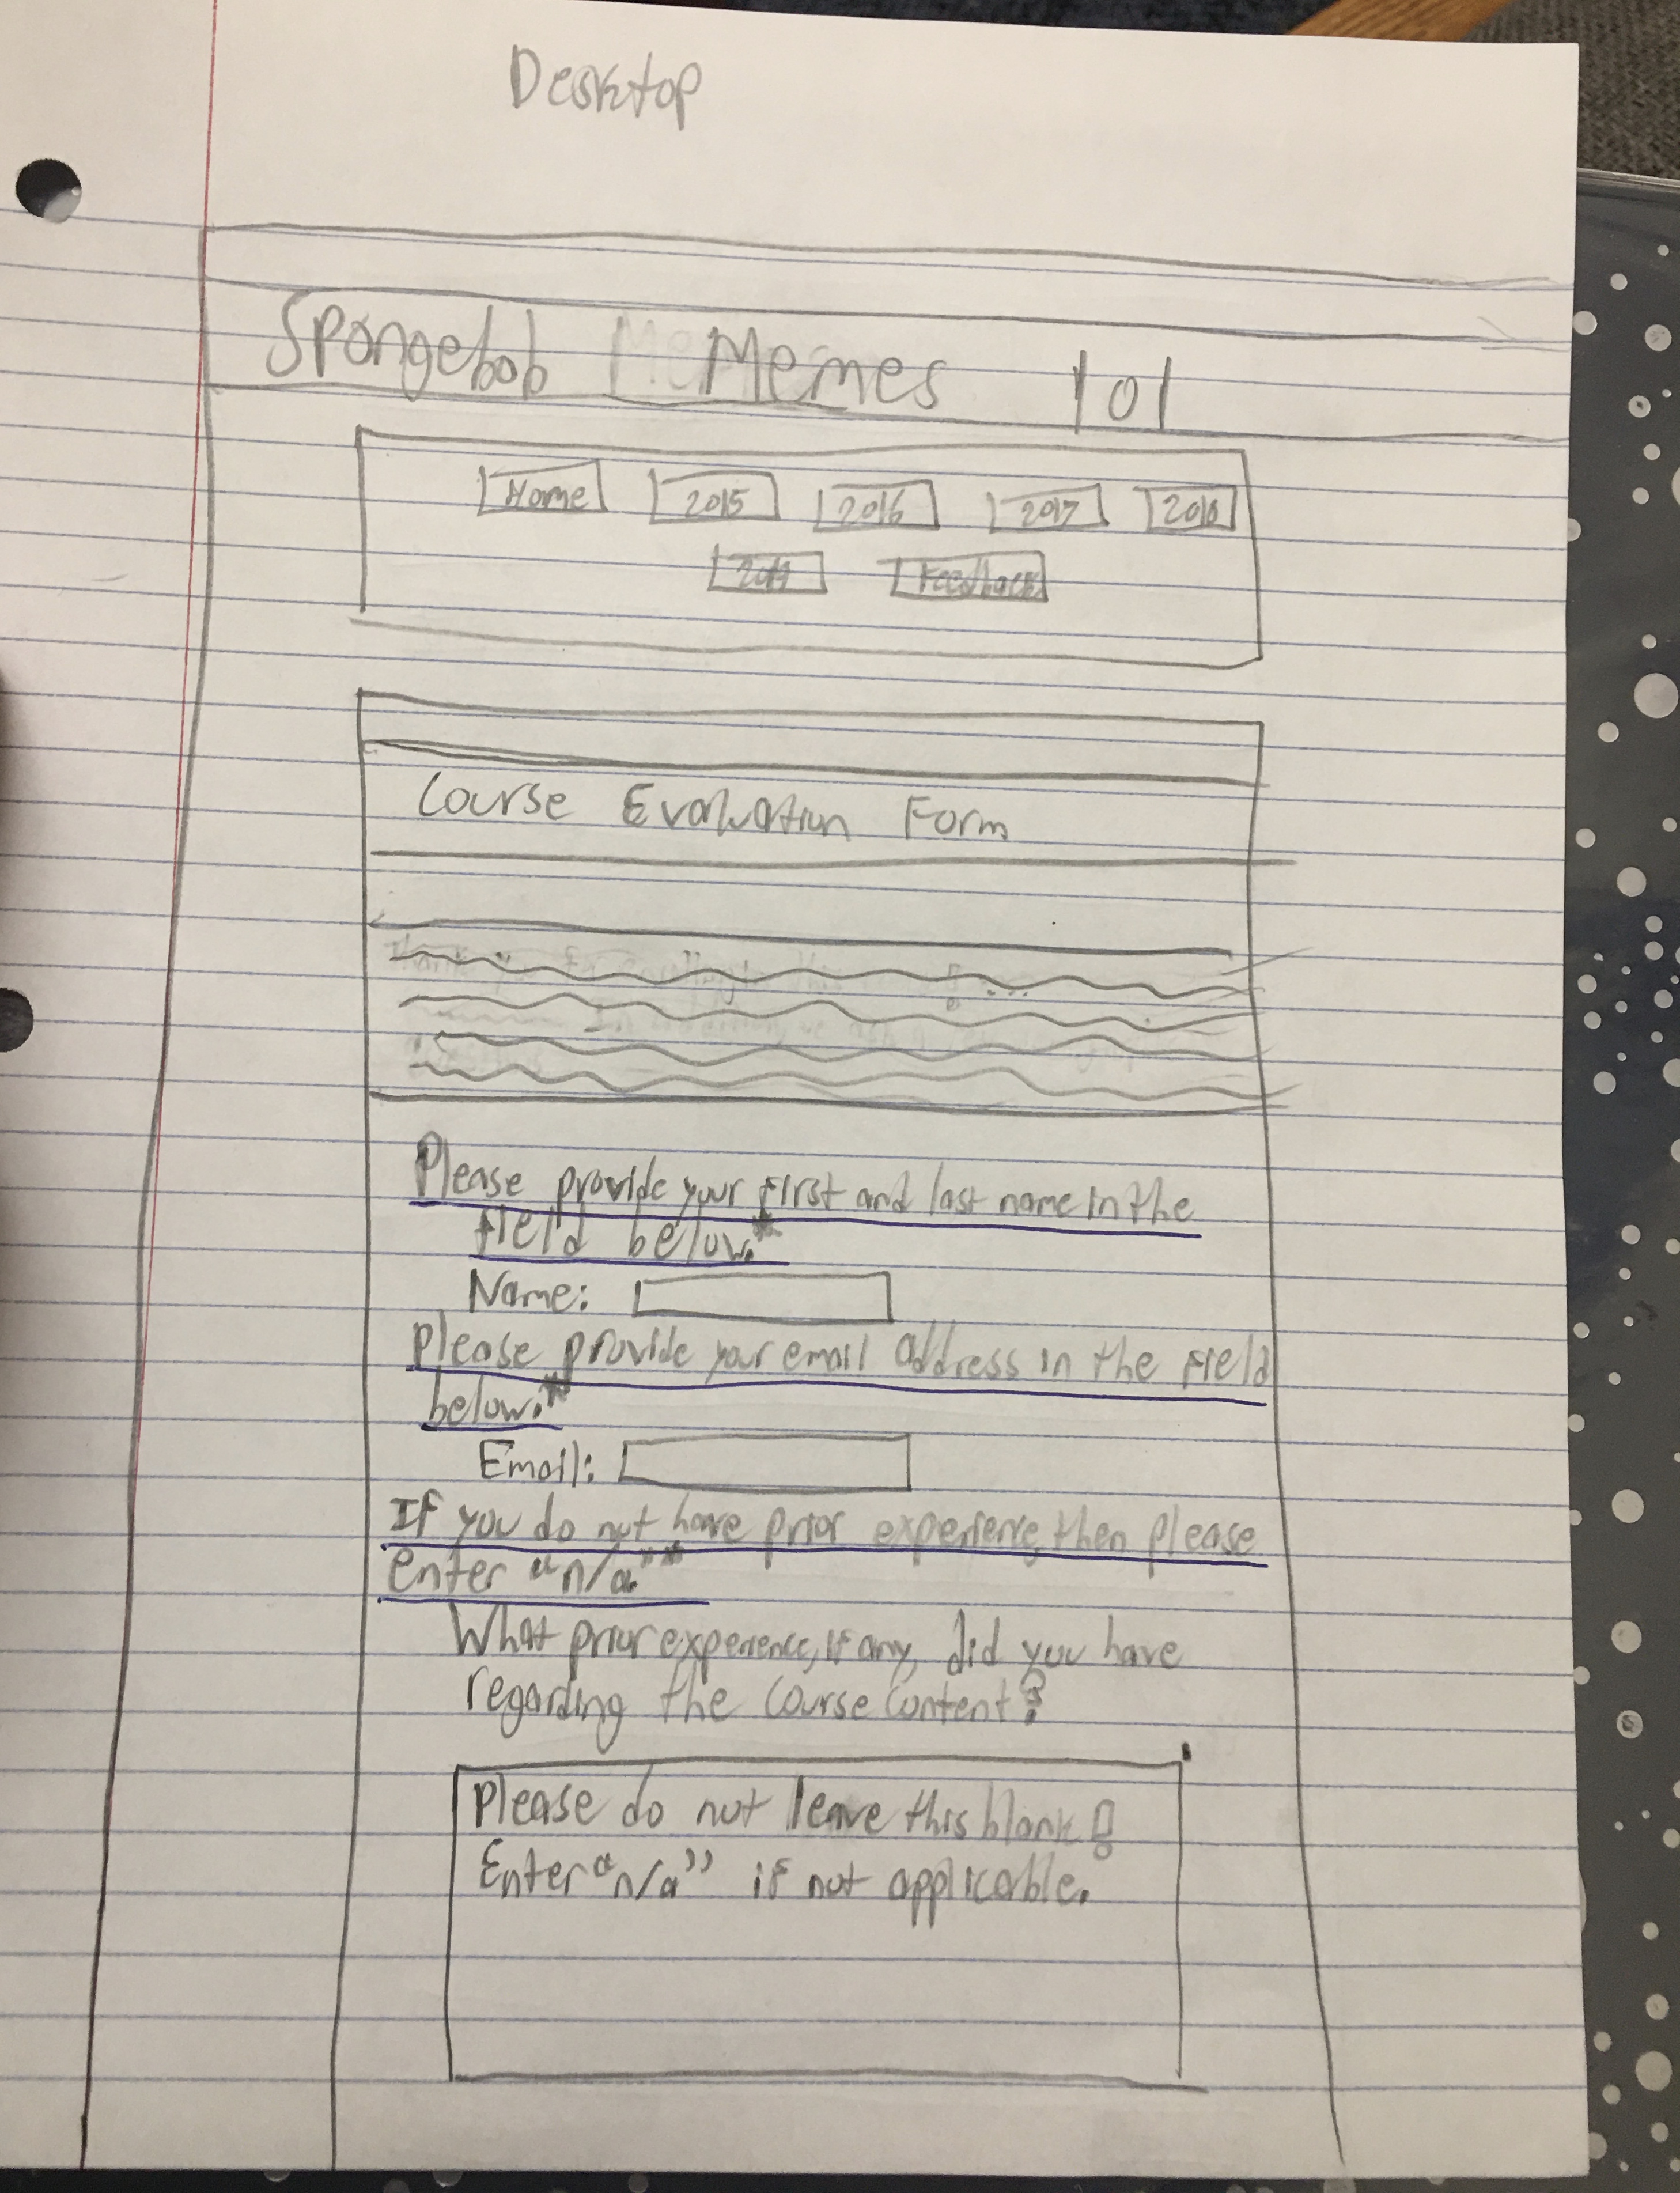 Desktop
Spongebob Memes 101
Home 2015 2016 2017 2018
2019 Feedback
Course Evaluation Form
Please provide your first and last name in the
field below.*
Name:
Please provide your email address in the field
below.*
Email:
If you do not have prior experience, then please
enter "n/a"*
What prior experience, if any, did you have
regarding the course content?
Please do not leave this blank!
Enter "n/a" if not applicable.